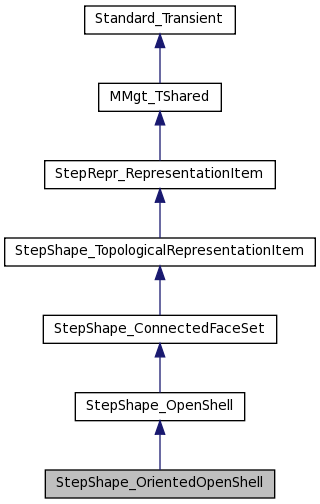 Standard_Transient
MMgt_TShared
StepRepr_RepresentationItem
StepShape_TopologicalRepresentationItem
StepShape_ConnectedFaceSet
StepShape_OpenShell
StepShape_OrientedOpenShell